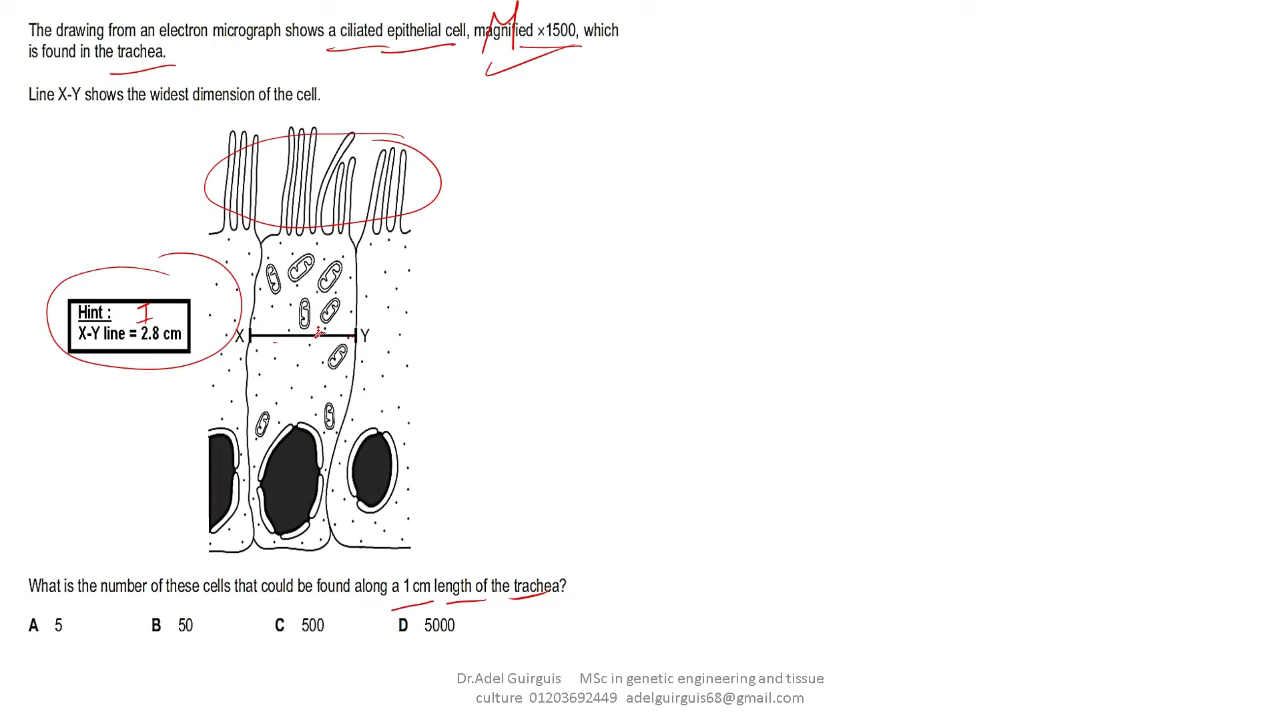 The drawing from an electron micrograph shows a ciliated epithelial cell, magnified ×1500, which
is found in the trachea.
M
Line X-Y shows the widest dimension of the cell.
Hint :
I
X-Y line = 2.8 cm
X
Y
What is the number of these cells that could be found along a 1 cm length of the trachea?
A 5 B 50 C 500 D 5000
Dr.Adel Guirguis MSc in genetic engineering and tissue
culture 01203692449 adelguirguis68@gmail.com